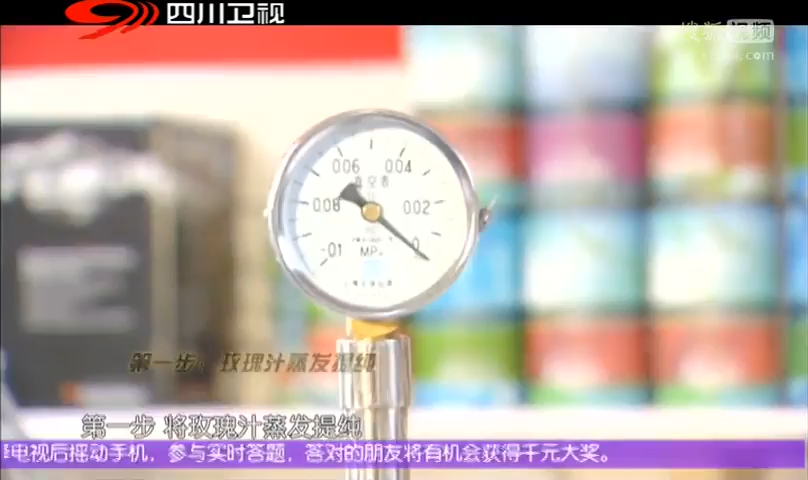 四川卫视
搜狐视频
0.06 0.04
真空表
0.08 0.02
-0.1 MPa 0
第一步：玫瑰汁蒸发提纯
第一步 将玫瑰汁蒸发提纯
电视后摇动手机，参与实时答题，答对的朋友将有机会获得千元大奖。